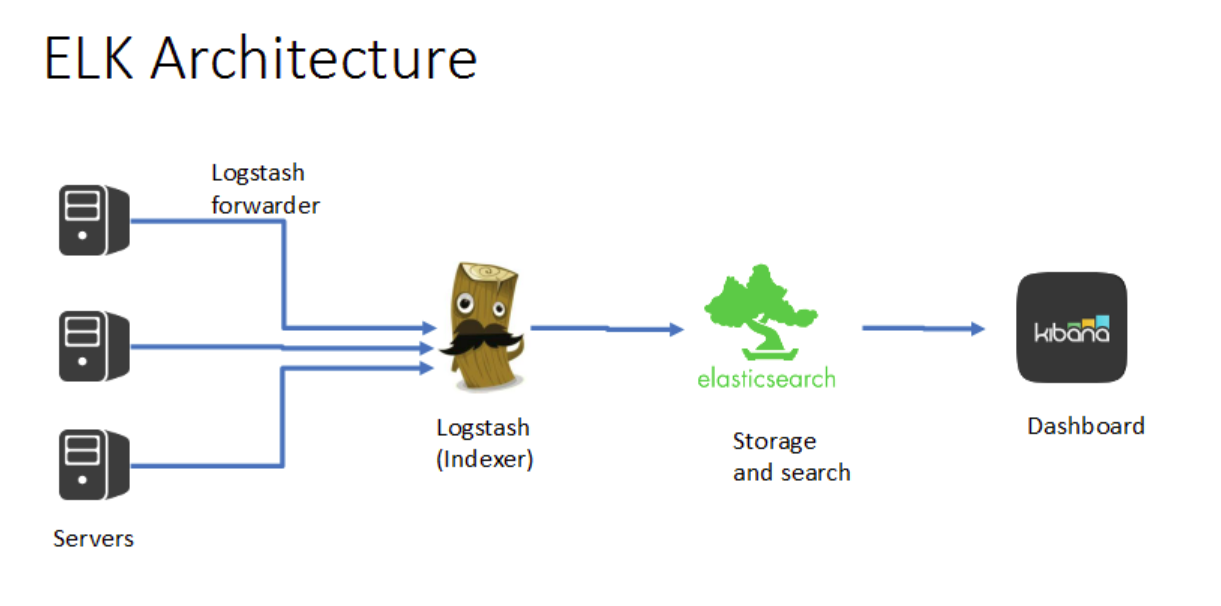 ELK Architecture
Logstash
forwarder
Servers
Logstash
(Indexer)
elasticsearch
Storage
and search
kibana
Dashboard